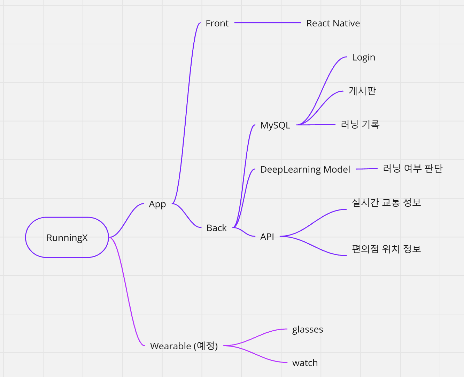 Front
React Native
Login
게시판
MySQL
러닝 기록
DeepLearning Model
러닝 여부 판단
App
실시간 교통 정보
Back
API
RunningX
편의점 위치 정보
glasses
Wearable (예정)
watch